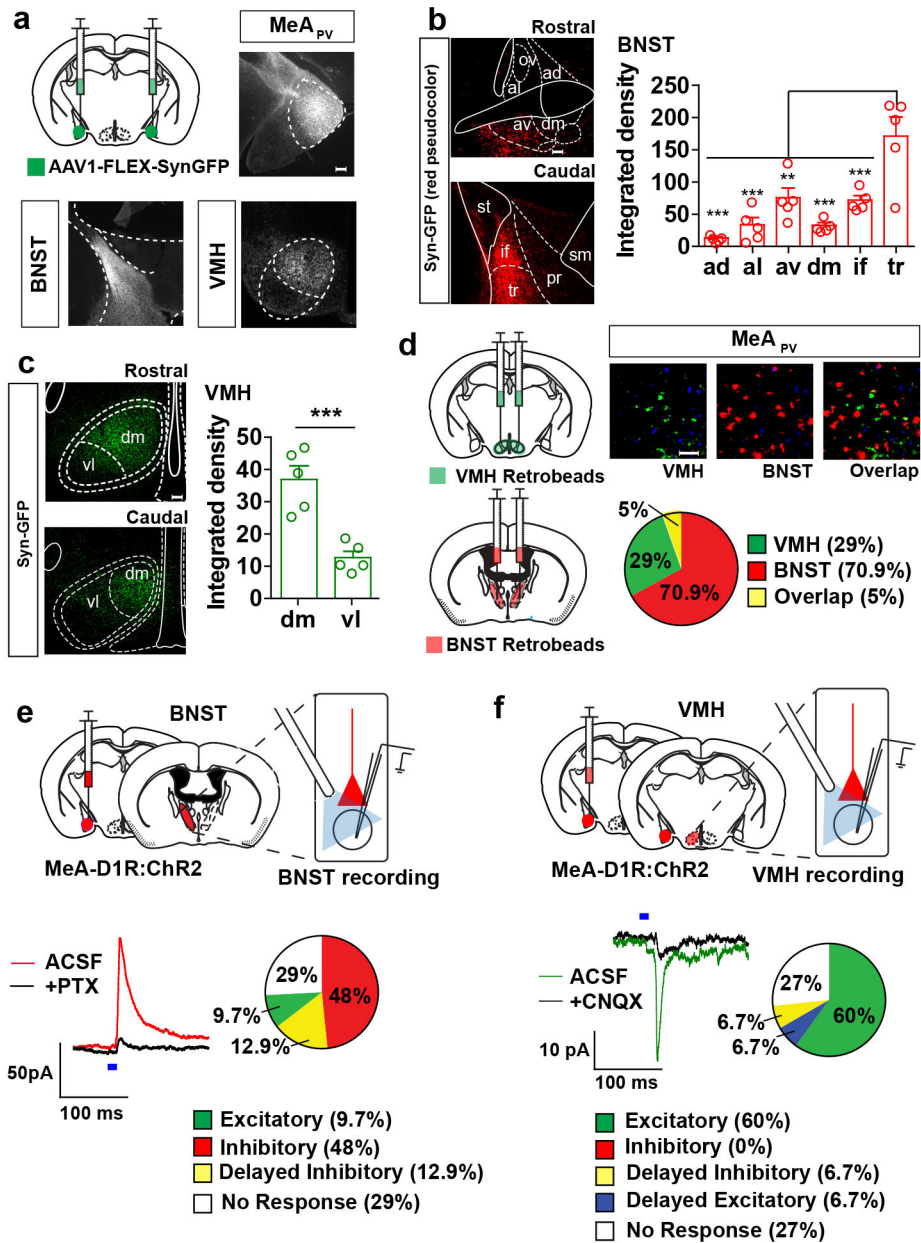 a
MeA PV
AAV1-FLEX-SynGFP
BNST
VMH
b
Syn-GFP (red pseudocolor)
Rostral
ov
ad
al
av
dm
Caudal
st
if
tr
pr
sm
BNST
Integrated density
250
200
150
100
50
0
***
***
**
***
***
ad al av dm if tr
c
Syn-GFP
Rostral
dm
vl
Caudal
dm
vl
VMH
***
Integrated density
50
40
30
20
10
0
dm vl
d
VMH Retrobeads
BNST Retrobeads
MeA PV
VMH BNST Overlap
5%
29%
70.9%
VMH (29%)
BNST (70.9%)
Overlap (5%)
e
BNST
MeA-D1R:ChR2
BNST recording
ACSF
+PTX
50pA
100 ms
29%
48%
9.7%
12.9%
Excitatory (9.7%)
Inhibitory (48%)
Delayed Inhibitory (12.9%)
No Response (29%)
f
VMH
MeA-D1R:ChR2
VMH recording
ACSF
+CNQX
10 pA
100 ms
27%
60%
6.7%
6.7%
Excitatory (60%)
Inhibitory (0%)
Delayed Inhibitory (6.7%)
Delayed Excitatory (6.7%)
No Response (27%)